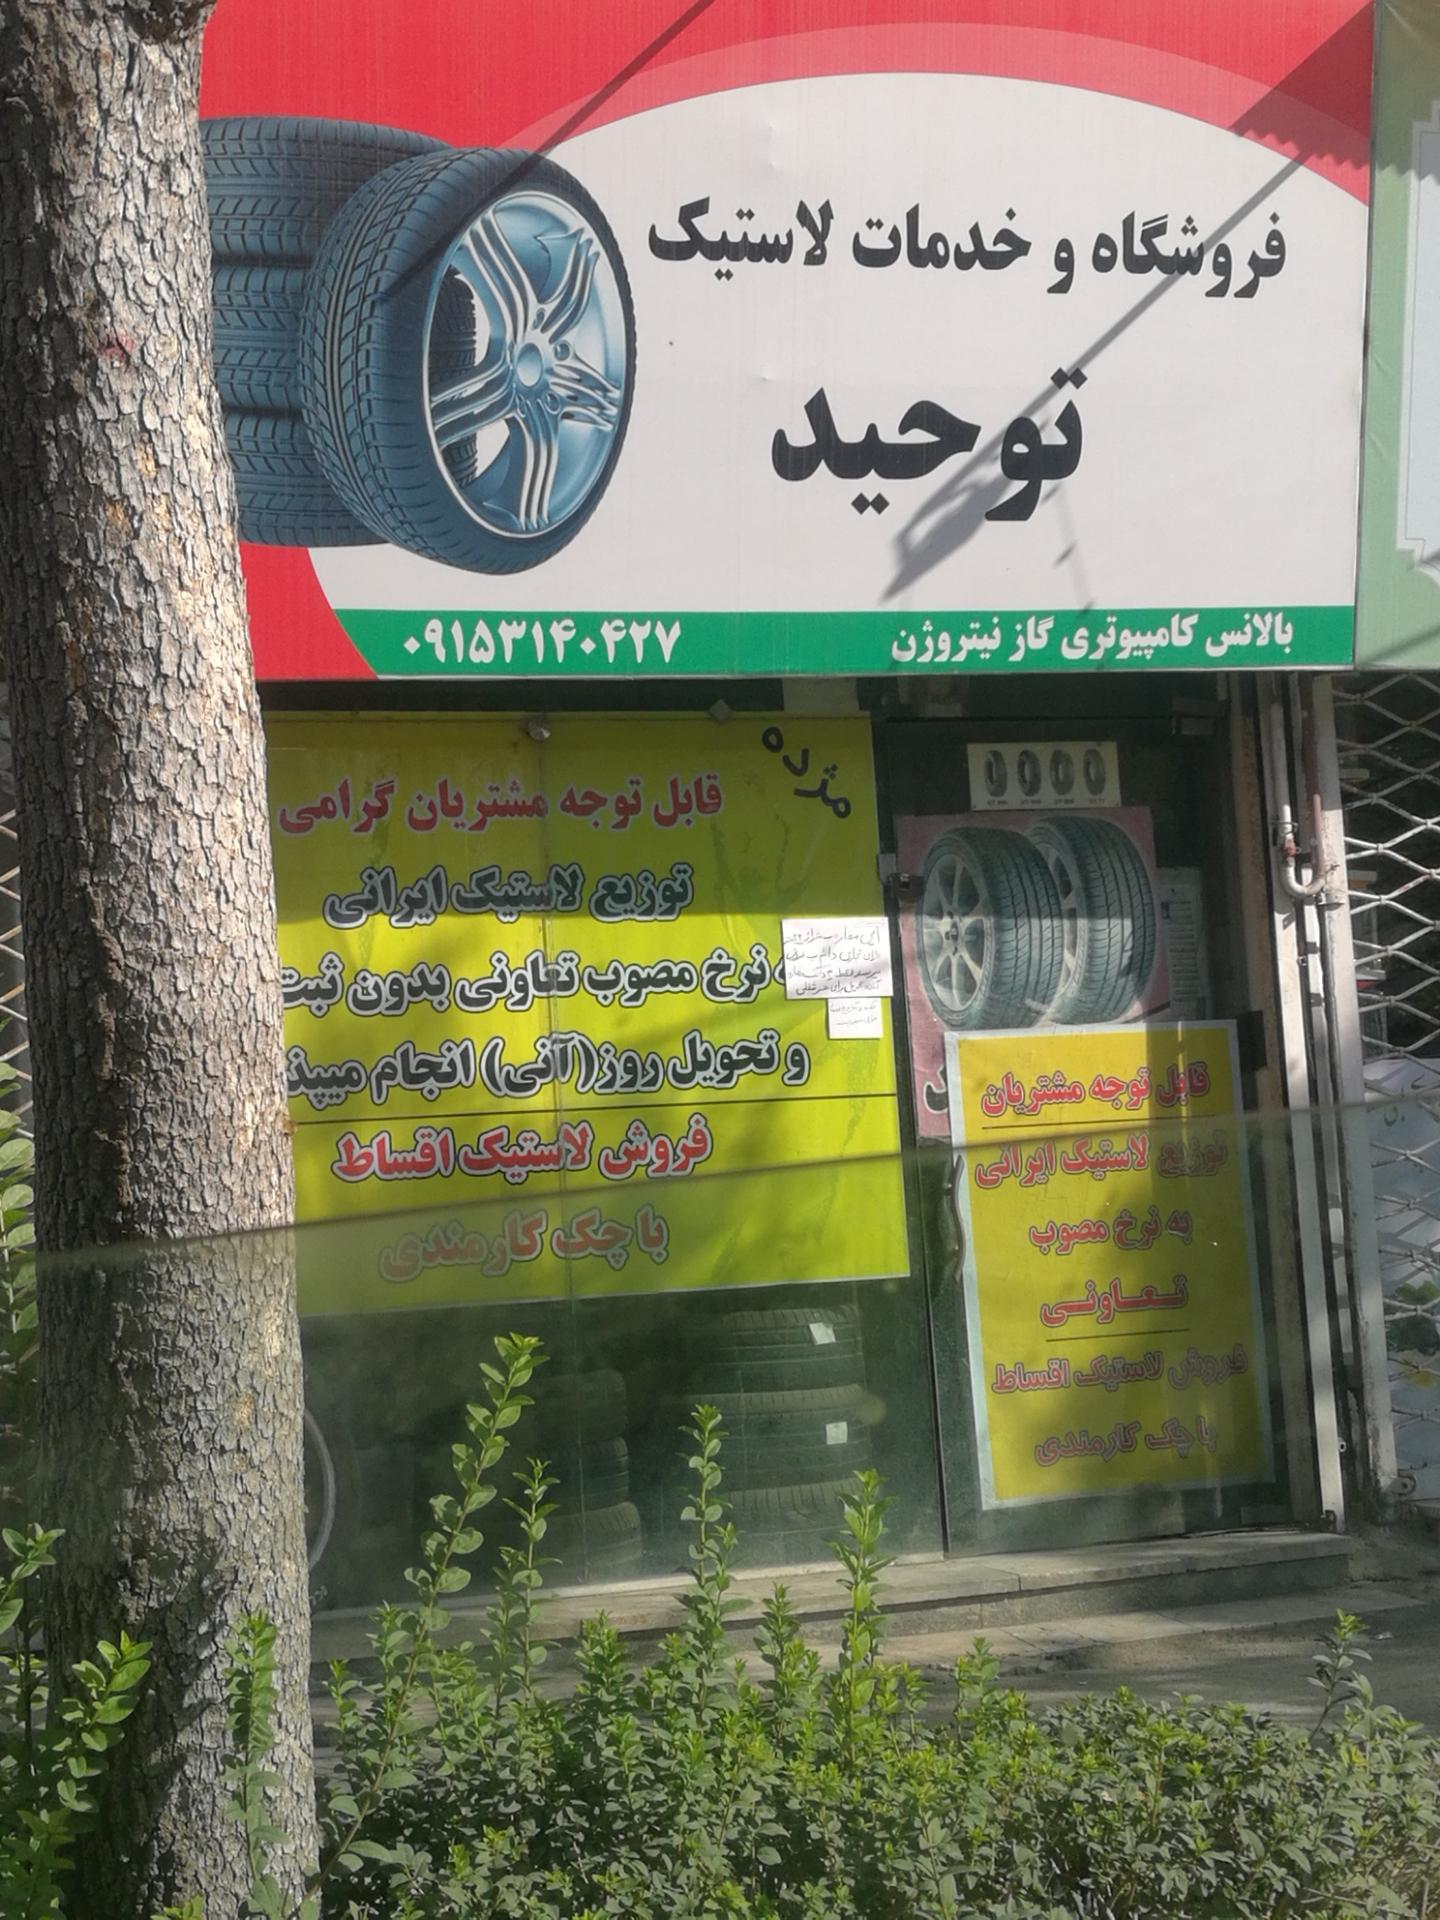 فروشگاه و خدمات لاستیک
توحید
بالانس کامپیوتری گاز نیتروژن
۰۹۱۵۳۱۴۰۴۲۷
مژده
قابل توجه مشتریان گرامی
توزیع لاستیک ایرانی
نرخ مصوب تعاونی بدون ثبت
و تحویل روز(آنی) انجام میپذ
فروش لاستیک اقساط
با چک کارمندی
قابل توجه مشتریان
توزیع لاستیک ایرانی
به نرخ مصوب
تعاونی
فروش لاستیک اقساط
با چک کارمندی